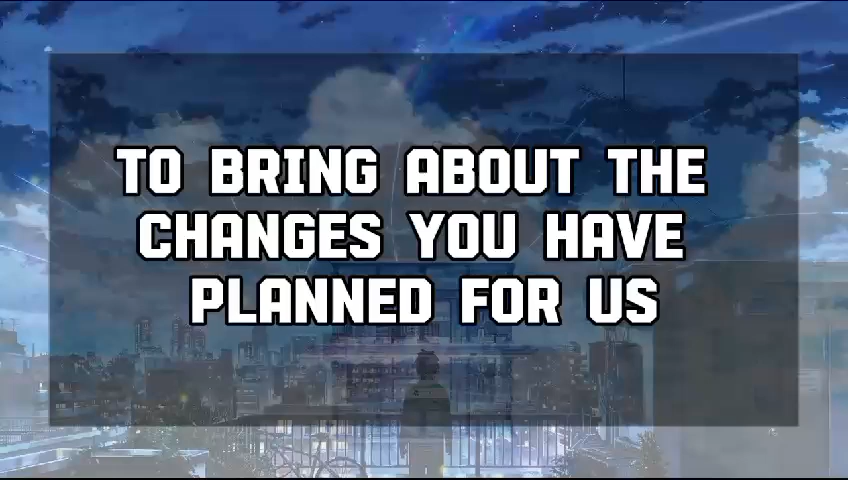 TO BRING ABOUT THE
CHANGES YOU HAVE
PLANNED FOR US